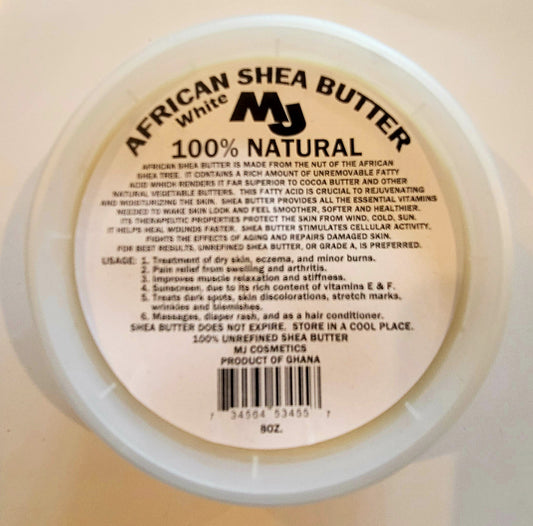 AFRICAN SHEA BUTTER
White
MJ
100% NATURAL
AFRICAN SHEA BUTTER IS MADE FROM THE NUT OF THE AFRICAN
SHEA TREE. IT CONTAINS A RICH AMOUNT OF UNREMOVABLE FATTY
ACID WHICH RENDERS IT FAR SUPERIOR TO COCOA BUTTER AND OTHER
NATURAL VEGETABLE BUTTERS. THIS FATTY ACID IS CRUCIAL TO REJUVENATING
AND MOISTURIZING THE SKIN. SHEA BUTTER PROVIDES ALL THE ESSENTIAL VITAMINS
NEEDED TO MAKE SKIN LOOK AND FEEL SMOOTHER, SOFTER AND HEALTHIER.
ITS THERAPEUTIC PROPERTIES PROTECT THE SKIN FROM WIND, COLD, SUN.
IT HELPS HEAL WOUNDS FASTER. SHEA BUTTER STIMULATES CELLULAR ACTIVITY,
FIGHTS THE EFFECTS OF AGING AND REPAIRS DAMAGED SKIN.
FOR BEST RESULTS, UNREFINED SHEA BUTTER, OR GRADE A, IS PREFERRED.
USAGE: 1. Treatment of dry skin, eczema, and minor burns.
2. Pain relief from swelling and arthritis.
3. Improves muscle relaxation and stiffness.
4. Sunscreen, due to its rich content of vitamins E & F.
5. Treats dark spots, skin discolorations, stretch marks,
wrinkles and blemishes.
6. Massages, diaper rash, and as a hair conditioner.
SHEA BUTTER DOES NOT EXPIRE. STORE IN A COOL PLACE.
100% UNREFINED SHEA BUTTER
MJ COSMETICS
PRODUCT OF GHANA
7 34564 53455 7
8OZ.